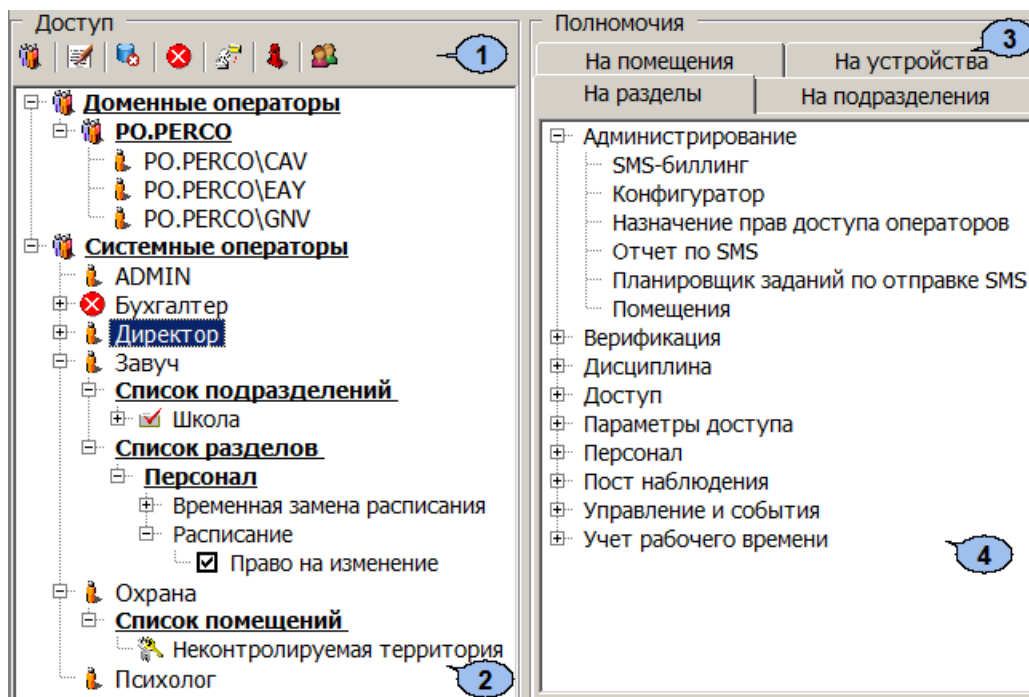 Доступ
1
Доменные операторы
PO.PERCO
PO.PERCO\CAV
PO.PERCO\EAY
PO.PERCO\GNV
Системные операторы
ADMIN
Бухгалтер
Директор
Завуч
Список подразделений
Школа
Список разделов
Персонал
Временная замена расписания
Расписание
Право на изменение
Охрана
Список помещений
Неконтролируемая территория
2
Психолог
Полномочия
3
На помещения
На устройства
На разделы
На подразделения
Администрирование
SMS-биллинг
Конфигуратор
Назначение прав доступа операторов
Отчет по SMS
Планировщик заданий по отправке SMS
Помещения
Верификация
Дисциплина
Доступ
Параметры доступа
Персонал
Пост наблюдения
Управление и события
Учет рабочего времени
4